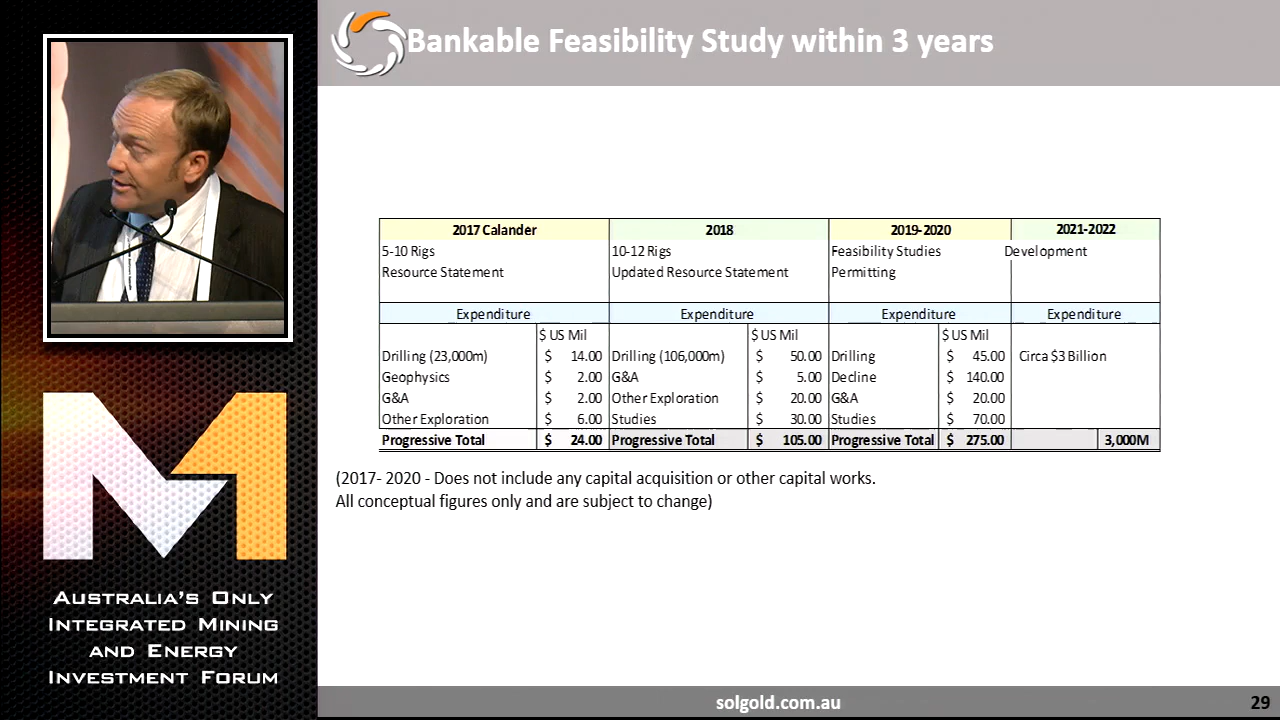 Bankable Feasibility Study within 3 years
2017 Calander 2018 2019-2020 2021-2022
5-10 Rigs 10-12 Rigs Feasibility Studies Development
Resource Statement Updated Resource Statement Permitting
Expenditure Expenditure Expenditure Expenditure
$ US Mil $ US Mil $ US Mil
Drilling (23,000m) $ 14.00 Drilling (106,000m) $ 50.00 Drilling $ 45.00 Circa $3 Billion
Geophysics $ 2.00 G&A $ 5.00 Decline $ 140.00
G&A $ 2.00 Other Exploration $ 20.00 G&A $ 20.00
Other Exploration $ 6.00 Studies $ 30.00 Studies $ 70.00
Progressive Total $ 24.00 Progressive Total $ 105.00 Progressive Total $ 275.00 3,000M
(2017- 2020 - Does not include any capital acquisition or other capital works.
All conceptual figures only and are subject to change)
Australia's Only
Integrated Mining
and Energy
Investment Forum
solgold.com.au 29